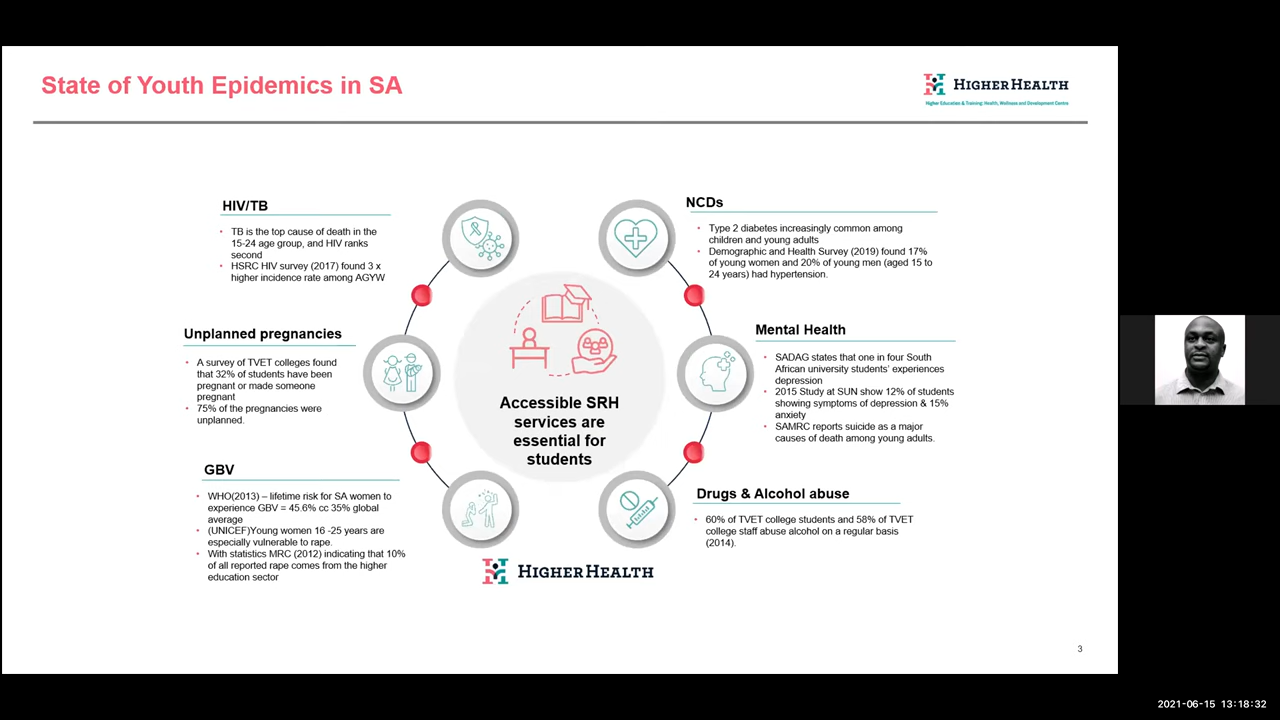 State of Youth Epidemics in SA
HIGHER HEALTH
Higher Education & Training: Health, Wellness and Development Centre
HIV/TB
• TB is the top cause of death in the
15-24 age group, and HIV ranks
second
• HSRC HIV survey (2017) found 3 x
higher incidence rate among AGYW
Unplanned pregnancies
• A survey of TVET colleges found
that 32% of students have been
pregnant or made someone
pregnant
• 75% of the pregnancies were
unplanned.
GBV
• WHO(2013) – lifetime risk for SA women to
experience GBV = 45.6% cc 35% global
average
• (UNICEF)Young women 16 -25 years are
especially vulnerable to rape.
• With statistics MRC (2012) indicating that 10%
of all reported rape comes from the higher
education sector
Accessible SRH
services are
essential for
students
HIGHER HEALTH
NCDs
• Type 2 diabetes increasingly common among
children and young adults
• Demographic and Health Survey (2019) found 17%
of young women and 20% of young men (aged 15 to
24 years) had hypertension.
Mental Health
• SADAG states that one in four South
African university students' experiences
depression
• 2015 Study at SUN show 12% of students
showing symptoms of depression & 15%
anxiety
• SAMRC reports suicide as a major
causes of death among young adults.
Drugs & Alcohol abuse
• 60% of TVET college students and 58% of TVET
college staff abuse alcohol on a regular basis
(2014).
3
2021-06-15 13:18:32